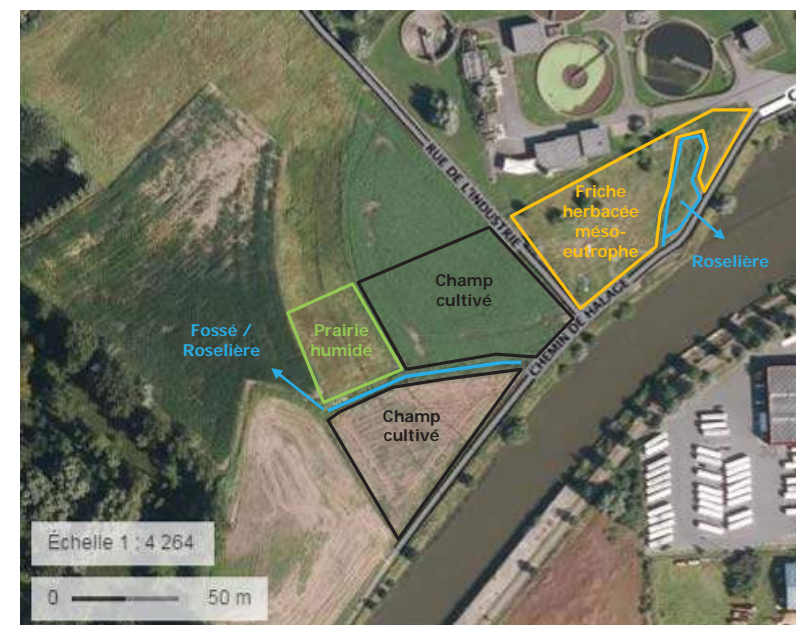 RUE DE L'INDUSTRIE
Friche
herbacée
méso-
eutrophe
Roselière
Champ
cultivé
CHEMIN DE HALAGE
Fossé /
Roselière
Prairie
humide
Champ
cultivé
Échelle 1 : 4 264
0 50 m